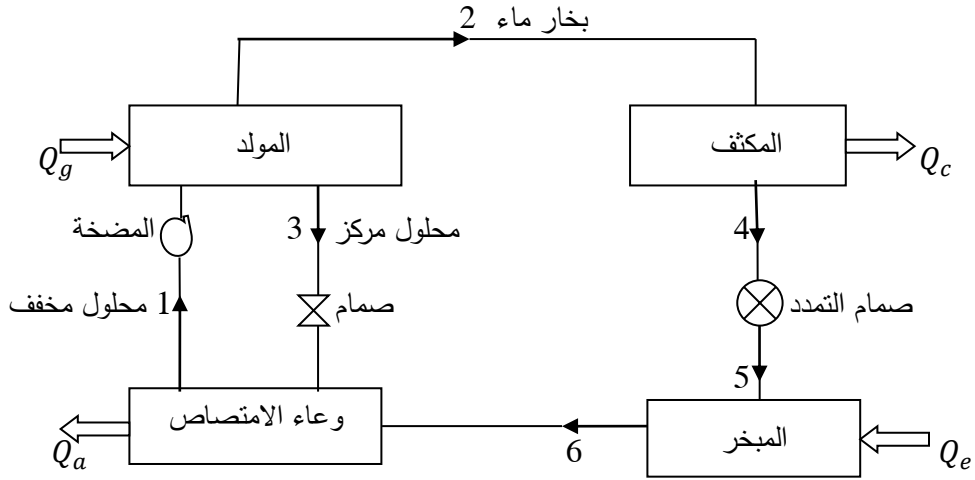 2 بخار ماء
المولد
المكثف
Q_g
Q_c
المضخة
3 محلول مركز
4
1 محلول مخفف
صمام
صمام التمدد
5
وعاء الامتصاص
المبخر
6
Q_a
Q_e